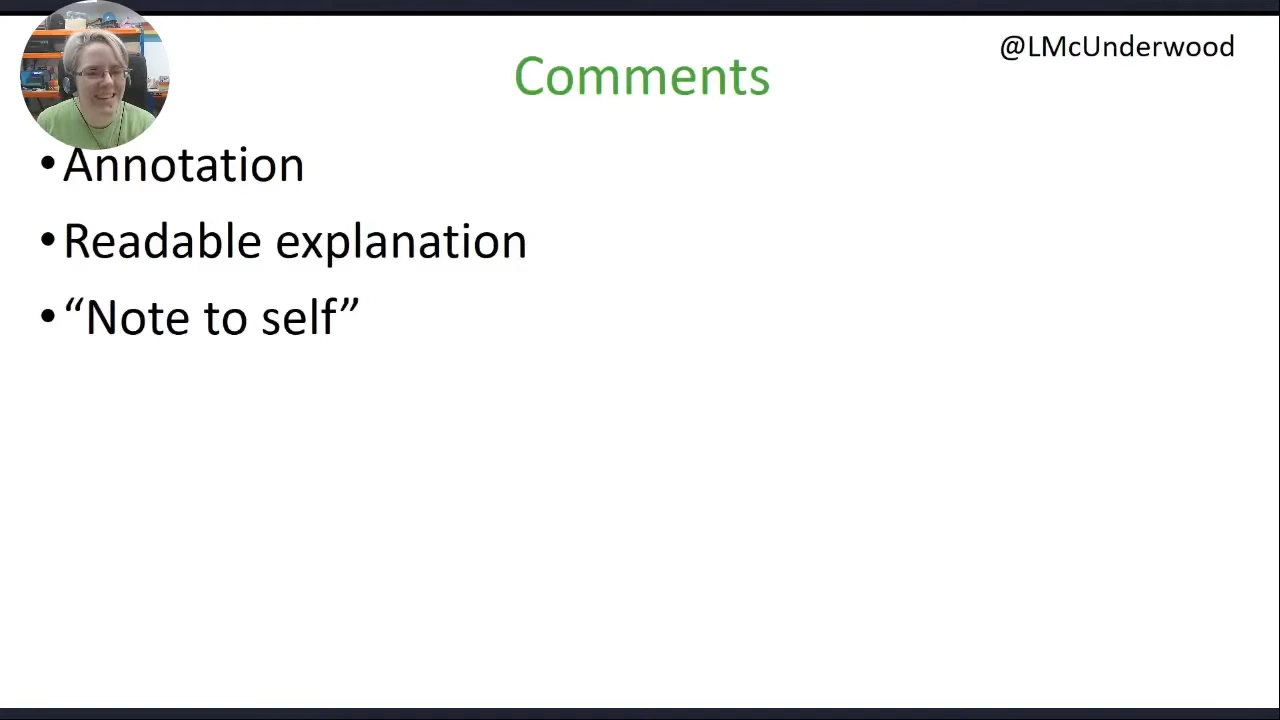 @LMcUnderwood
Comments
•Annotation
•Readable explanation
•“Note to self”